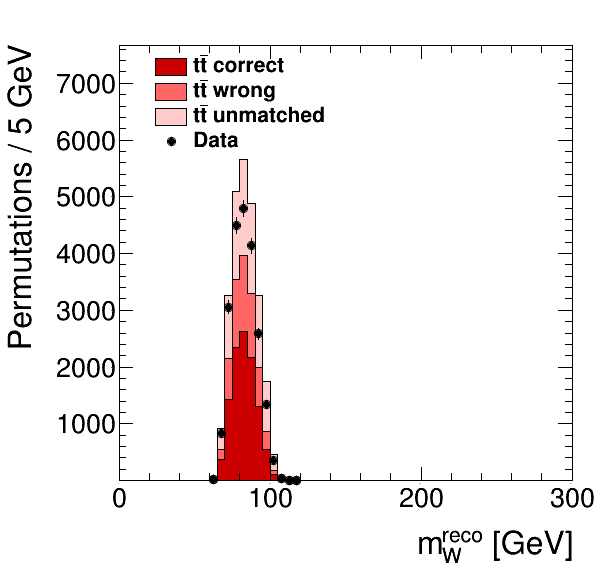 Permutations / 5 GeV
7000
6000
5000
4000
3000
2000
1000
tt̄ correct
tt̄ wrong
tt̄ unmatched
Data
0 100 200 300
m_W^reco [GeV]